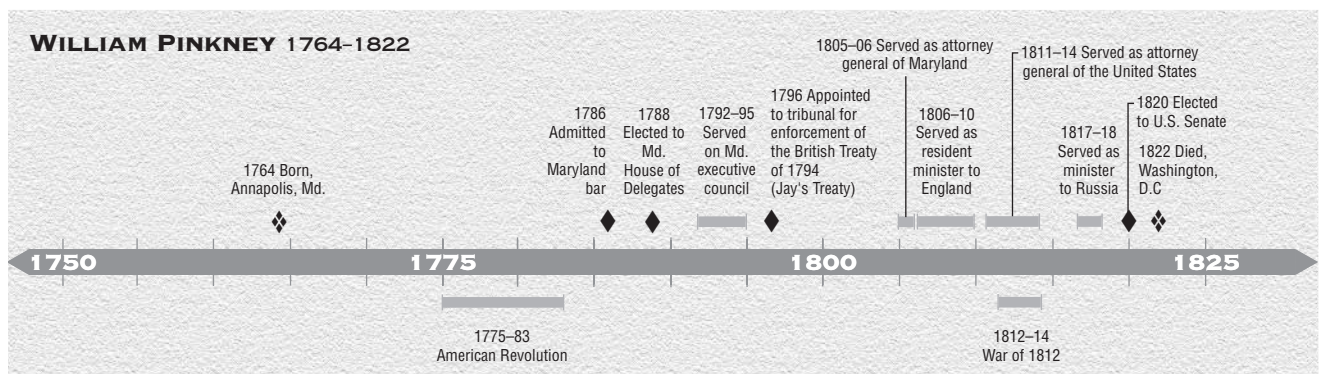 WILLIAM PINKNEY 1764–1822
1764 Born,
Annapolis, Md.
1786
Admitted
to
Maryland
bar
1788
Elected to
Md.
House of
Delegates
1792–95
Served
on Md.
executive
council
1796 Appointed
to tribunal for
enforcement of
the British Treaty
of 1794
(Jay's Treaty)
1805–06 Served as attorney
general of Maryland
1806–10
Served as
resident
minister to
England
1811–14 Served as attorney
general of the United States
1817–18
Served as
minister
to Russia
1820 Elected
to U.S. Senate
1822 Died,
Washington,
D.C
1750
1775
1800
1825
1775–83
American Revolution
1812–14
War of 1812